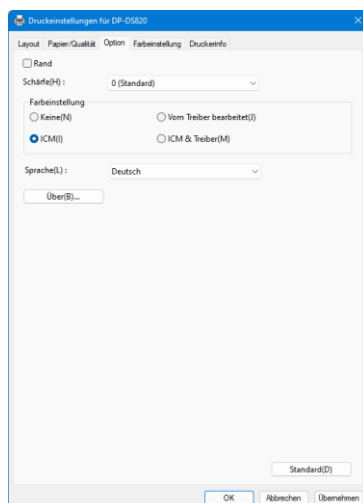 Druckeinstellungen für DP-DS820
Layout Papier/Qualität Option Farbeinstellung Druckerinfo
Rand
Schärfe(H) : 0 (Standard)
Farbeinstellung
Keine(N) Vom Treiber bearbeitet(J)
ICM(I) ICM & Treiber(M)
Sprache(L) : Deutsch
Über(B)...
Standard(D)
OK Abbrechen Übernehmen